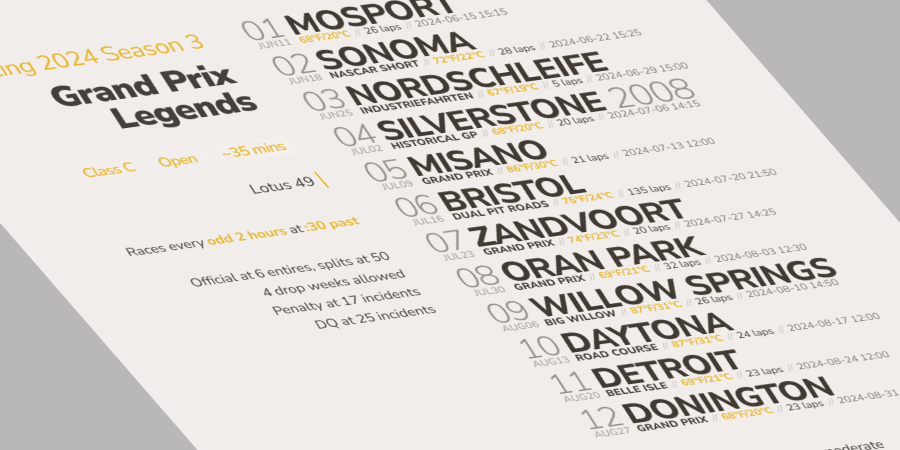 ing 2024 Season 3
Grand Prix
Legends
Class C Open ~35 mins
Lotus 49
Races every odd 2 hours at :30 past
Official at 6 entires, splits at 50
4 drop weeks allowed
Penalty at 17 incidents
DQ at 25 incidents
01 MOSPORT
JUN11 68°F/20°C // 26 laps // 2024-06-15 15:15
02 SONOMA
JUN18 NASCAR SHORT // 72°F/22°C // 28 laps // 2024-06-22 15:25
03 NORDSCHLEIFE
JUN25 INDUSTRIEFAHRTEN // 67°F/19°C // 5 laps // 2024-06-29 15:00
04 SILVERSTONE 2008
JUL02 HISTORICAL GP // 68°F/20°C // 20 laps // 2024-07-06 14:15
05 MISANO
JUL09 GRAND PRIX // 86°F/30°C // 21 laps // 2024-07-13 12:00
06 BRISTOL
JUL16 DUAL PIT ROADS // 75°F/24°C // 135 laps // 2024-07-20 21:50
07 ZANDVOORT
JUL23 GRAND PRIX // 74°F/23°C // 20 laps // 2024-07-27 14:25
08 ORAN PARK
JUL30 GRAND PRIX // 69°F/21°C // 32 laps // 2024-08-03 12:30
09 WILLOW SPRINGS
AUG06 BIG WILLOW // 87°F/31°C // 26 laps // 2024-08-10 14:50
10 DAYTONA
AUG13 ROAD COURSE // 87°F/31°C // 24 laps // 2024-08-17 12:00
11 DETROIT
AUG20 BELLE ISLE // 69°F/21°C // 23 laps // 2024-08-24 12:00
12 DONINGTON
AUG27 GRAND PRIX // 68°F/20°C // 23 laps // 2024-08-31
oderate